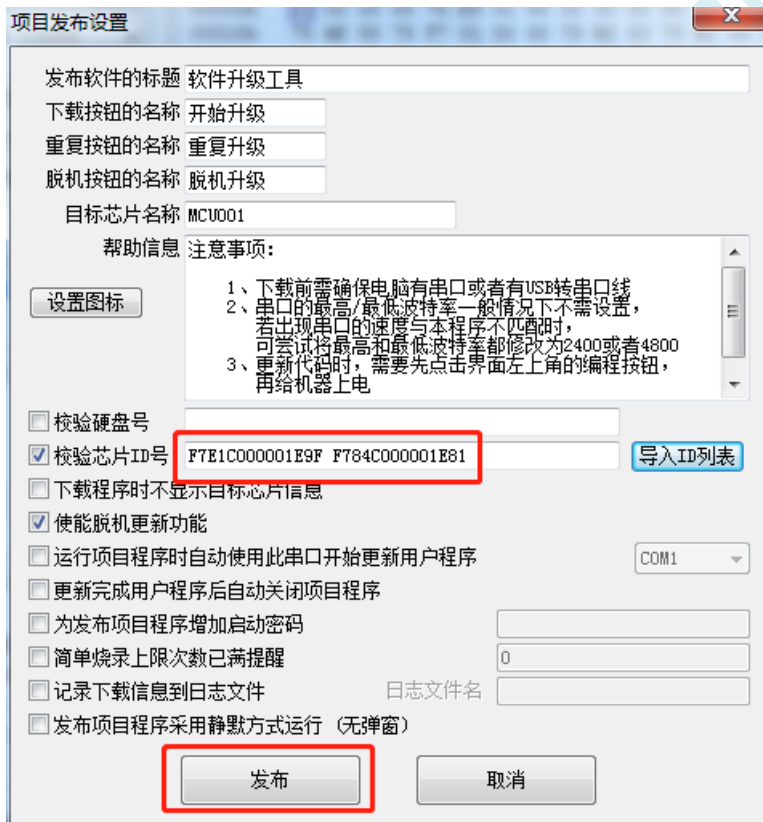 项目发布设置
发布软件的标题 软件升级工具
下载按钮的名称 开始升级
重复按钮的名称 重复升级
脱机按钮的名称 脱机升级
目标芯片名称 MCU001
帮助信息 注意事项:
设置图标
1、下载前需确保电脑有串口或者有USB转串口线
2、串口的最高/最低波特率一般情况下不需设置,
若出现串口的速度与本程序不匹配时,
可尝试将最高和最低波特率都修改为2400或者4800
3、更新代码时, 需要先点击界面左上角的编程按钮,
再给机器上电
校验硬盘号
校验芯片ID号 F7E1C000001E9F F784C000001E81 导入ID列表
下载程序时不显示目标芯片信息
使能脱机更新功能
运行项目程序时自动使用此串口开始更新用户程序 COM1
更新完成用户程序后自动关闭项目程序
为发布项目程序增加启动密码
简单烧录上限次数已满提醒 0
记录下载信息到日志文件 日志文件名
发布项目程序采用静默方式运行 (无弹窗)
发布 取消